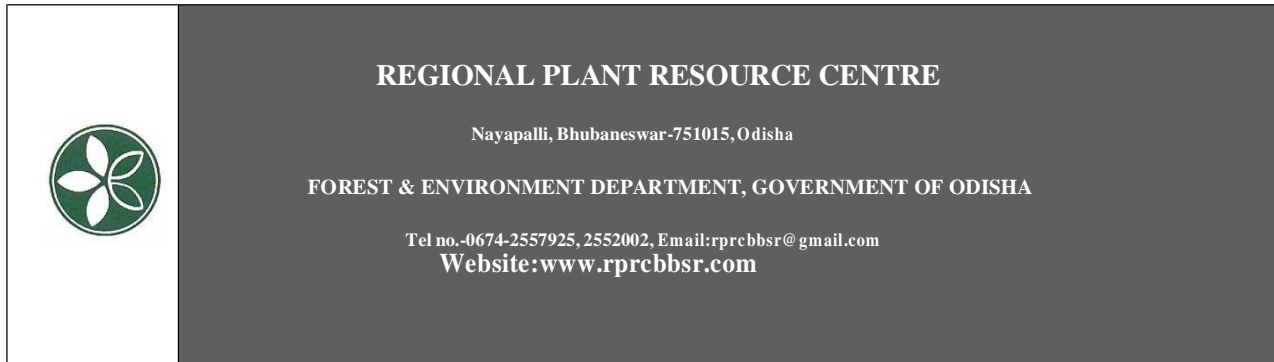 REGIONAL PLANT RESOURCE CENTRE
Nayapalli, Bhubaneswar-751015, Odisha
FOREST & ENVIRONMENT DEPARTMENT, GOVERNMENT OF ODISHA
Tel no.-0674-2557925, 2552002, Email:rprcbbsr@gmail.com
Website:www.rprcbbsr.com